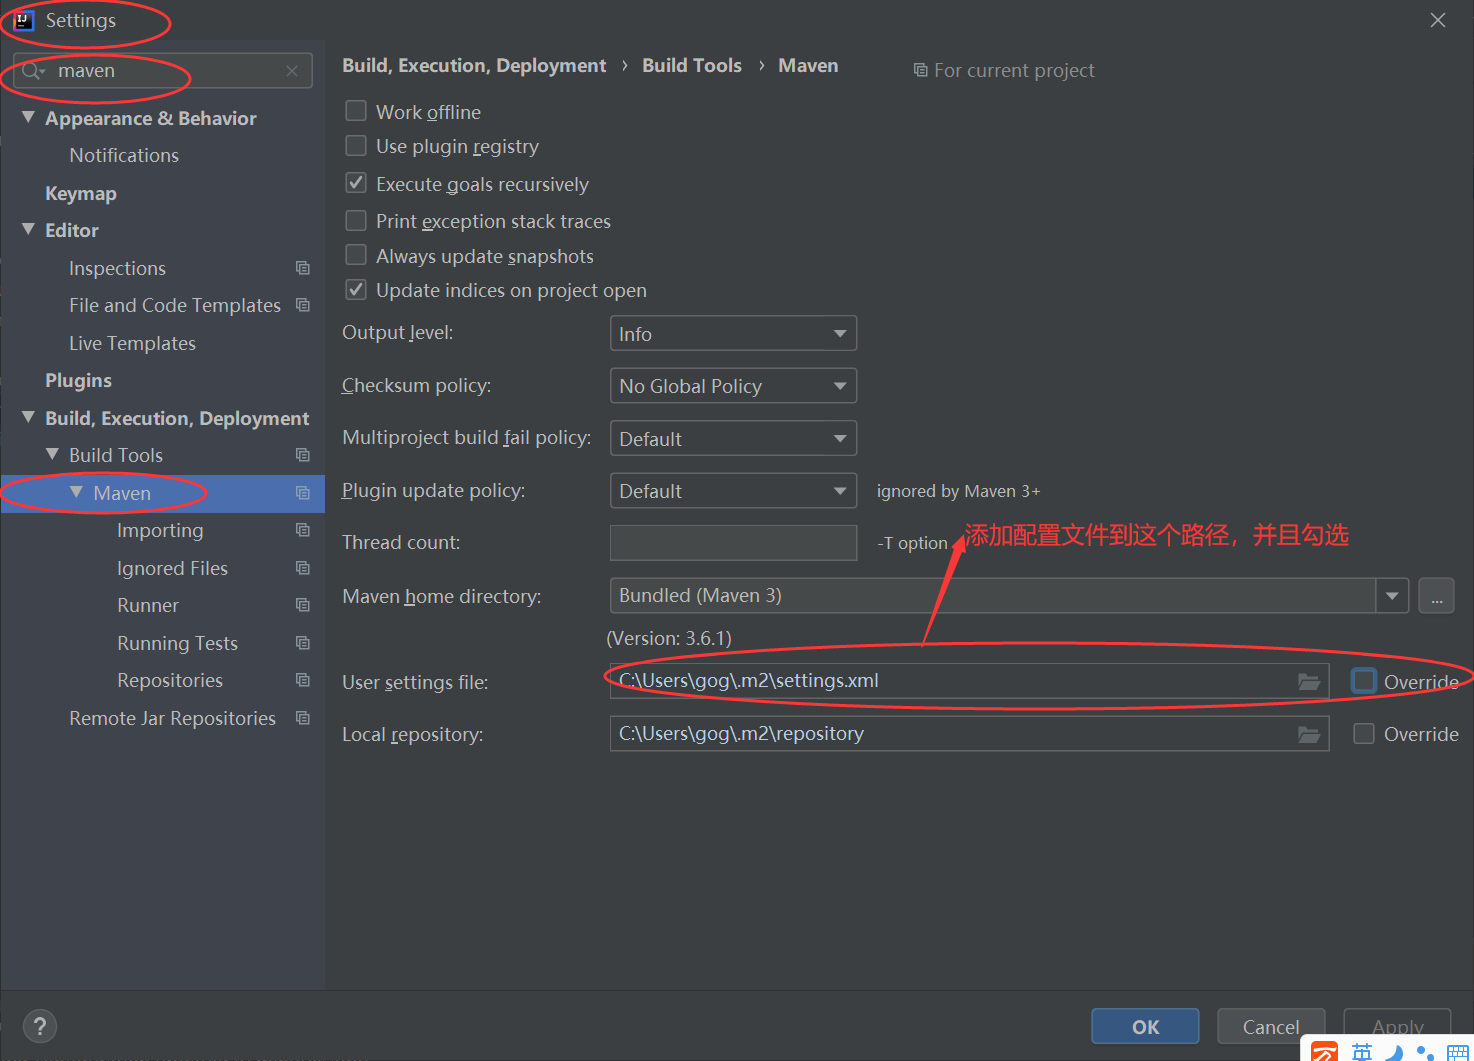 Settings
maven
Appearance & Behavior
Notifications
Keymap
Editor
Inspections
File and Code Templates
Live Templates
Plugins
Build, Execution, Deployment
Build Tools
Maven
Importing
Ignored Files
Runner
Running Tests
Repositories
Remote Jar Repositories
Build, Execution, Deployment › Build Tools › Maven
For current project
Work offline
Use plugin registry
Execute goals recursively
Print exception stack traces
Always update snapshots
Update indices on project open
Output level: Info
Checksum policy: No Global Policy
Multiproject build fail policy: Default
Plugin update policy: Default ignored by Maven 3+
Thread count: -T option
添加配置文件到这个路径，并且勾选
Maven home directory: Bundled (Maven 3) ...
(Version: 3.6.1)
User settings file: C:\Users\gog\.m2\settings.xml Override
Local repository: C:\Users\gog\.m2\repository Override
? OK Cancel Apply
英